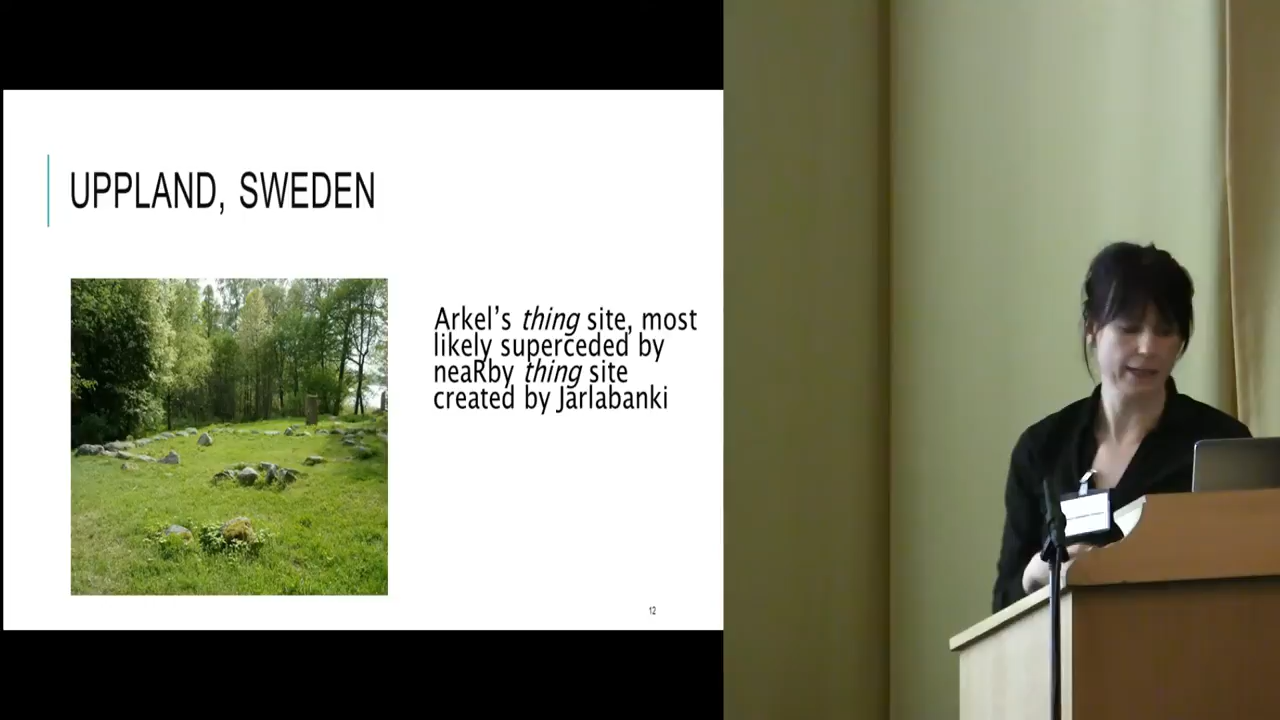 UPPLAND, SWEDEN
Arkel’s thing site, most
likely superceded by
neaRby thing site
created by Jarlabanki
12